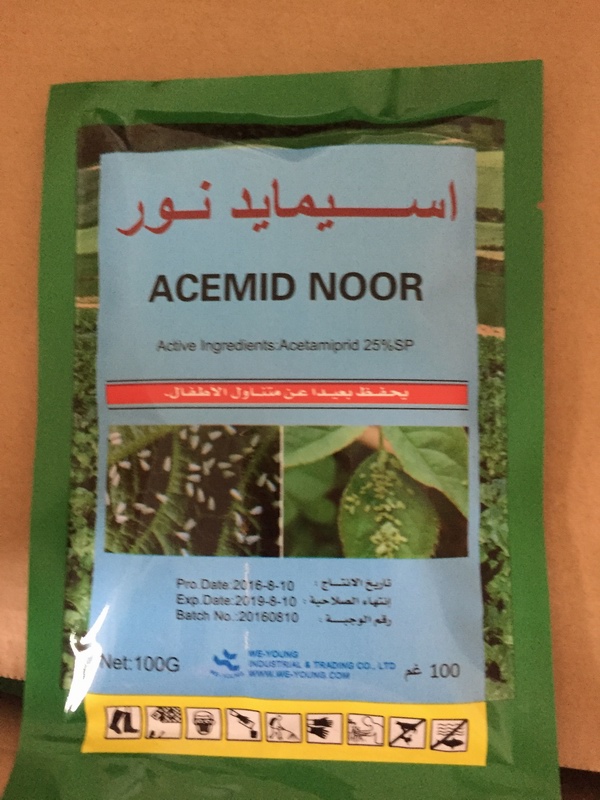 اسيمايد نور
ACEMID NOOR
Active Ingredients:Acetamiprid 25%SP
يحفظ بعيدا عن متناول الاطفال.
Pro.Date:2016-8-10 تاريخ الانتاج :
Exp.Date:2019-8-10 إنتهاء الصلاحية :
Batch No.:20160810 رقم الوجبة :
Net:100G
WE-YOUNG
INDUSTRIAL & TRADING CO., LTD
WWW.WE-YOUNG.COM
100 غم